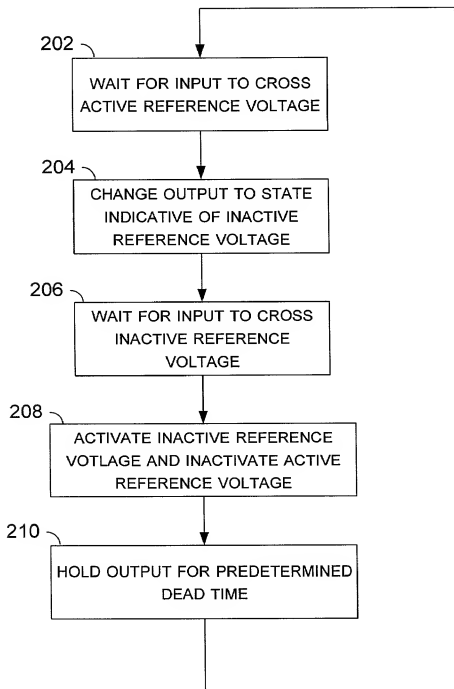 202
WAIT FOR INPUT TO CROSS
ACTIVE REFERENCE VOLTAGE
204
CHANGE OUTPUT TO STATE
INDICATIVE OF INACTIVE
REFERENCE VOLTAGE
206
WAIT FOR INPUT TO CROSS
INACTIVE REFERENCE
VOLTAGE
208
ACTIVATE INACTIVE REFERENCE
VOTLAGE AND INACTIVATE ACTIVE
REFERENCE VOLTAGE
210
HOLD OUTPUT FOR PREDETERMINED
DEAD TIME